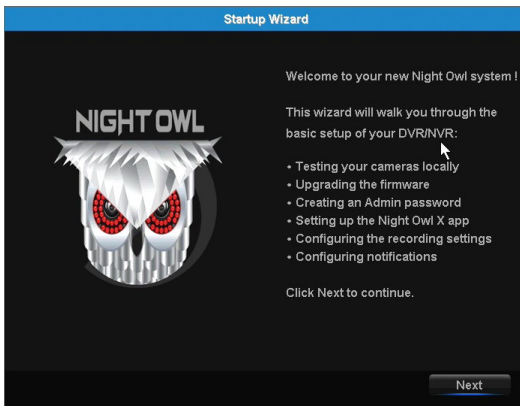 Startup Wizard
NIGHT OWL
Welcome to your new Night Owl system !
This wizard will walk you through the
basic setup of your DVR/NVR:
• Testing your cameras locally
• Upgrading the firmware
• Creating an Admin password
• Setting up the Night Owl X app
• Configuring the recording settings
• Configuring notifications
Click Next to continue.
Next